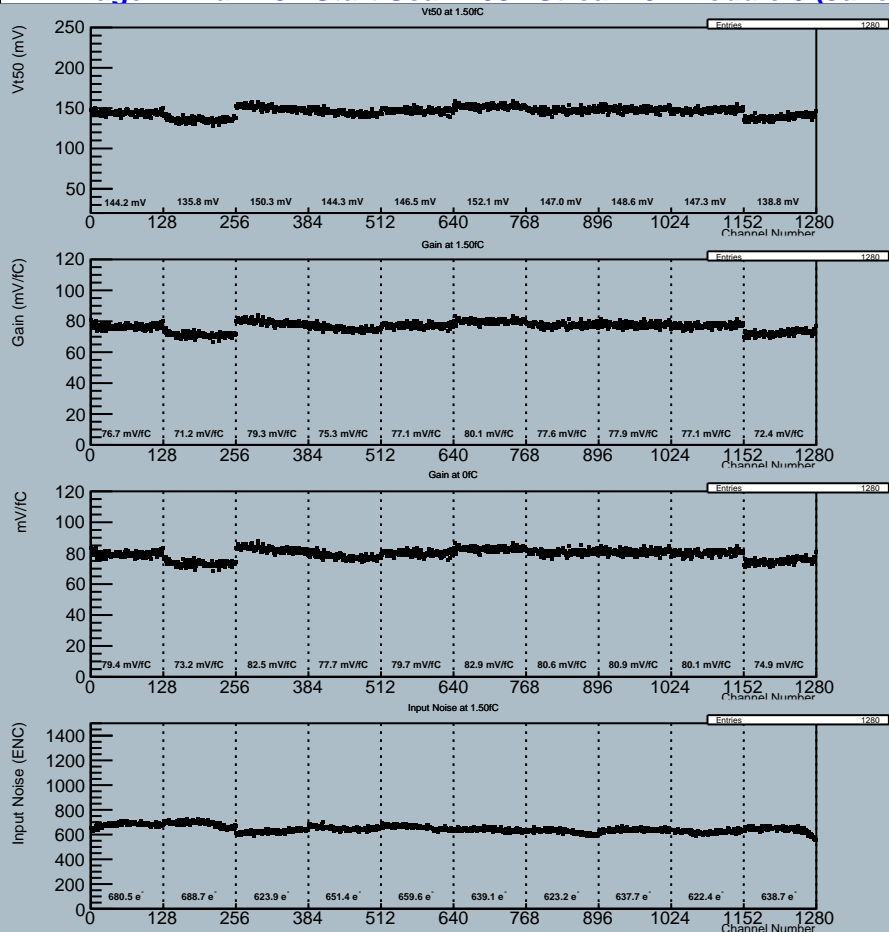 Vt50 at 1.50fC
Entries 1280
Vt50 (mV)
250
200
150
100
50
144.2 mV 135.8 mV 150.3 mV 144.3 mV 146.5 mV 152.1 mV 147.0 mV 148.6 mV 147.3 mV 138.8 mV
0 128 256 384 512 640 768 896 1024 1152 1280
Channel Number
Gain at 1.50fC
Entries 1280
Gain (mV/fC)
120
100
80
60
40
20
0
76.7 mV/fC 71.2 mV/fC 79.3 mV/fC 75.3 mV/fC 77.1 mV/fC 80.1 mV/fC 77.6 mV/fC 77.9 mV/fC 77.1 mV/fC 72.4 mV/fC
0 128 256 384 512 640 768 896 1024 1152 1280
Channel Number
Gain at 0fC
Entries 1280
mV/fC
120
100
80
60
40
20
0
79.4 mV/fC 73.2 mV/fC 82.5 mV/fC 77.7 mV/fC 79.7 mV/fC 82.9 mV/fC 80.6 mV/fC 80.9 mV/fC 80.1 mV/fC 74.9 mV/fC
0 128 256 384 512 640 768 896 1024 1152 1280
Channel Number
Input Noise at 1.50fC
Entries 1280
Input Noise (ENC)
1400
1200
1000
800
600
400
200
0
680.5 e⁻ 688.7 e⁻ 623.9 e⁻ 651.4 e⁻ 659.6 e⁻ 639.1 e⁻ 623.2 e⁻ 637.7 e⁻ 622.4 e⁻ 638.7 e⁻
0 128 256 384 512 640 768 896 1024 1152 1280
Channel Number